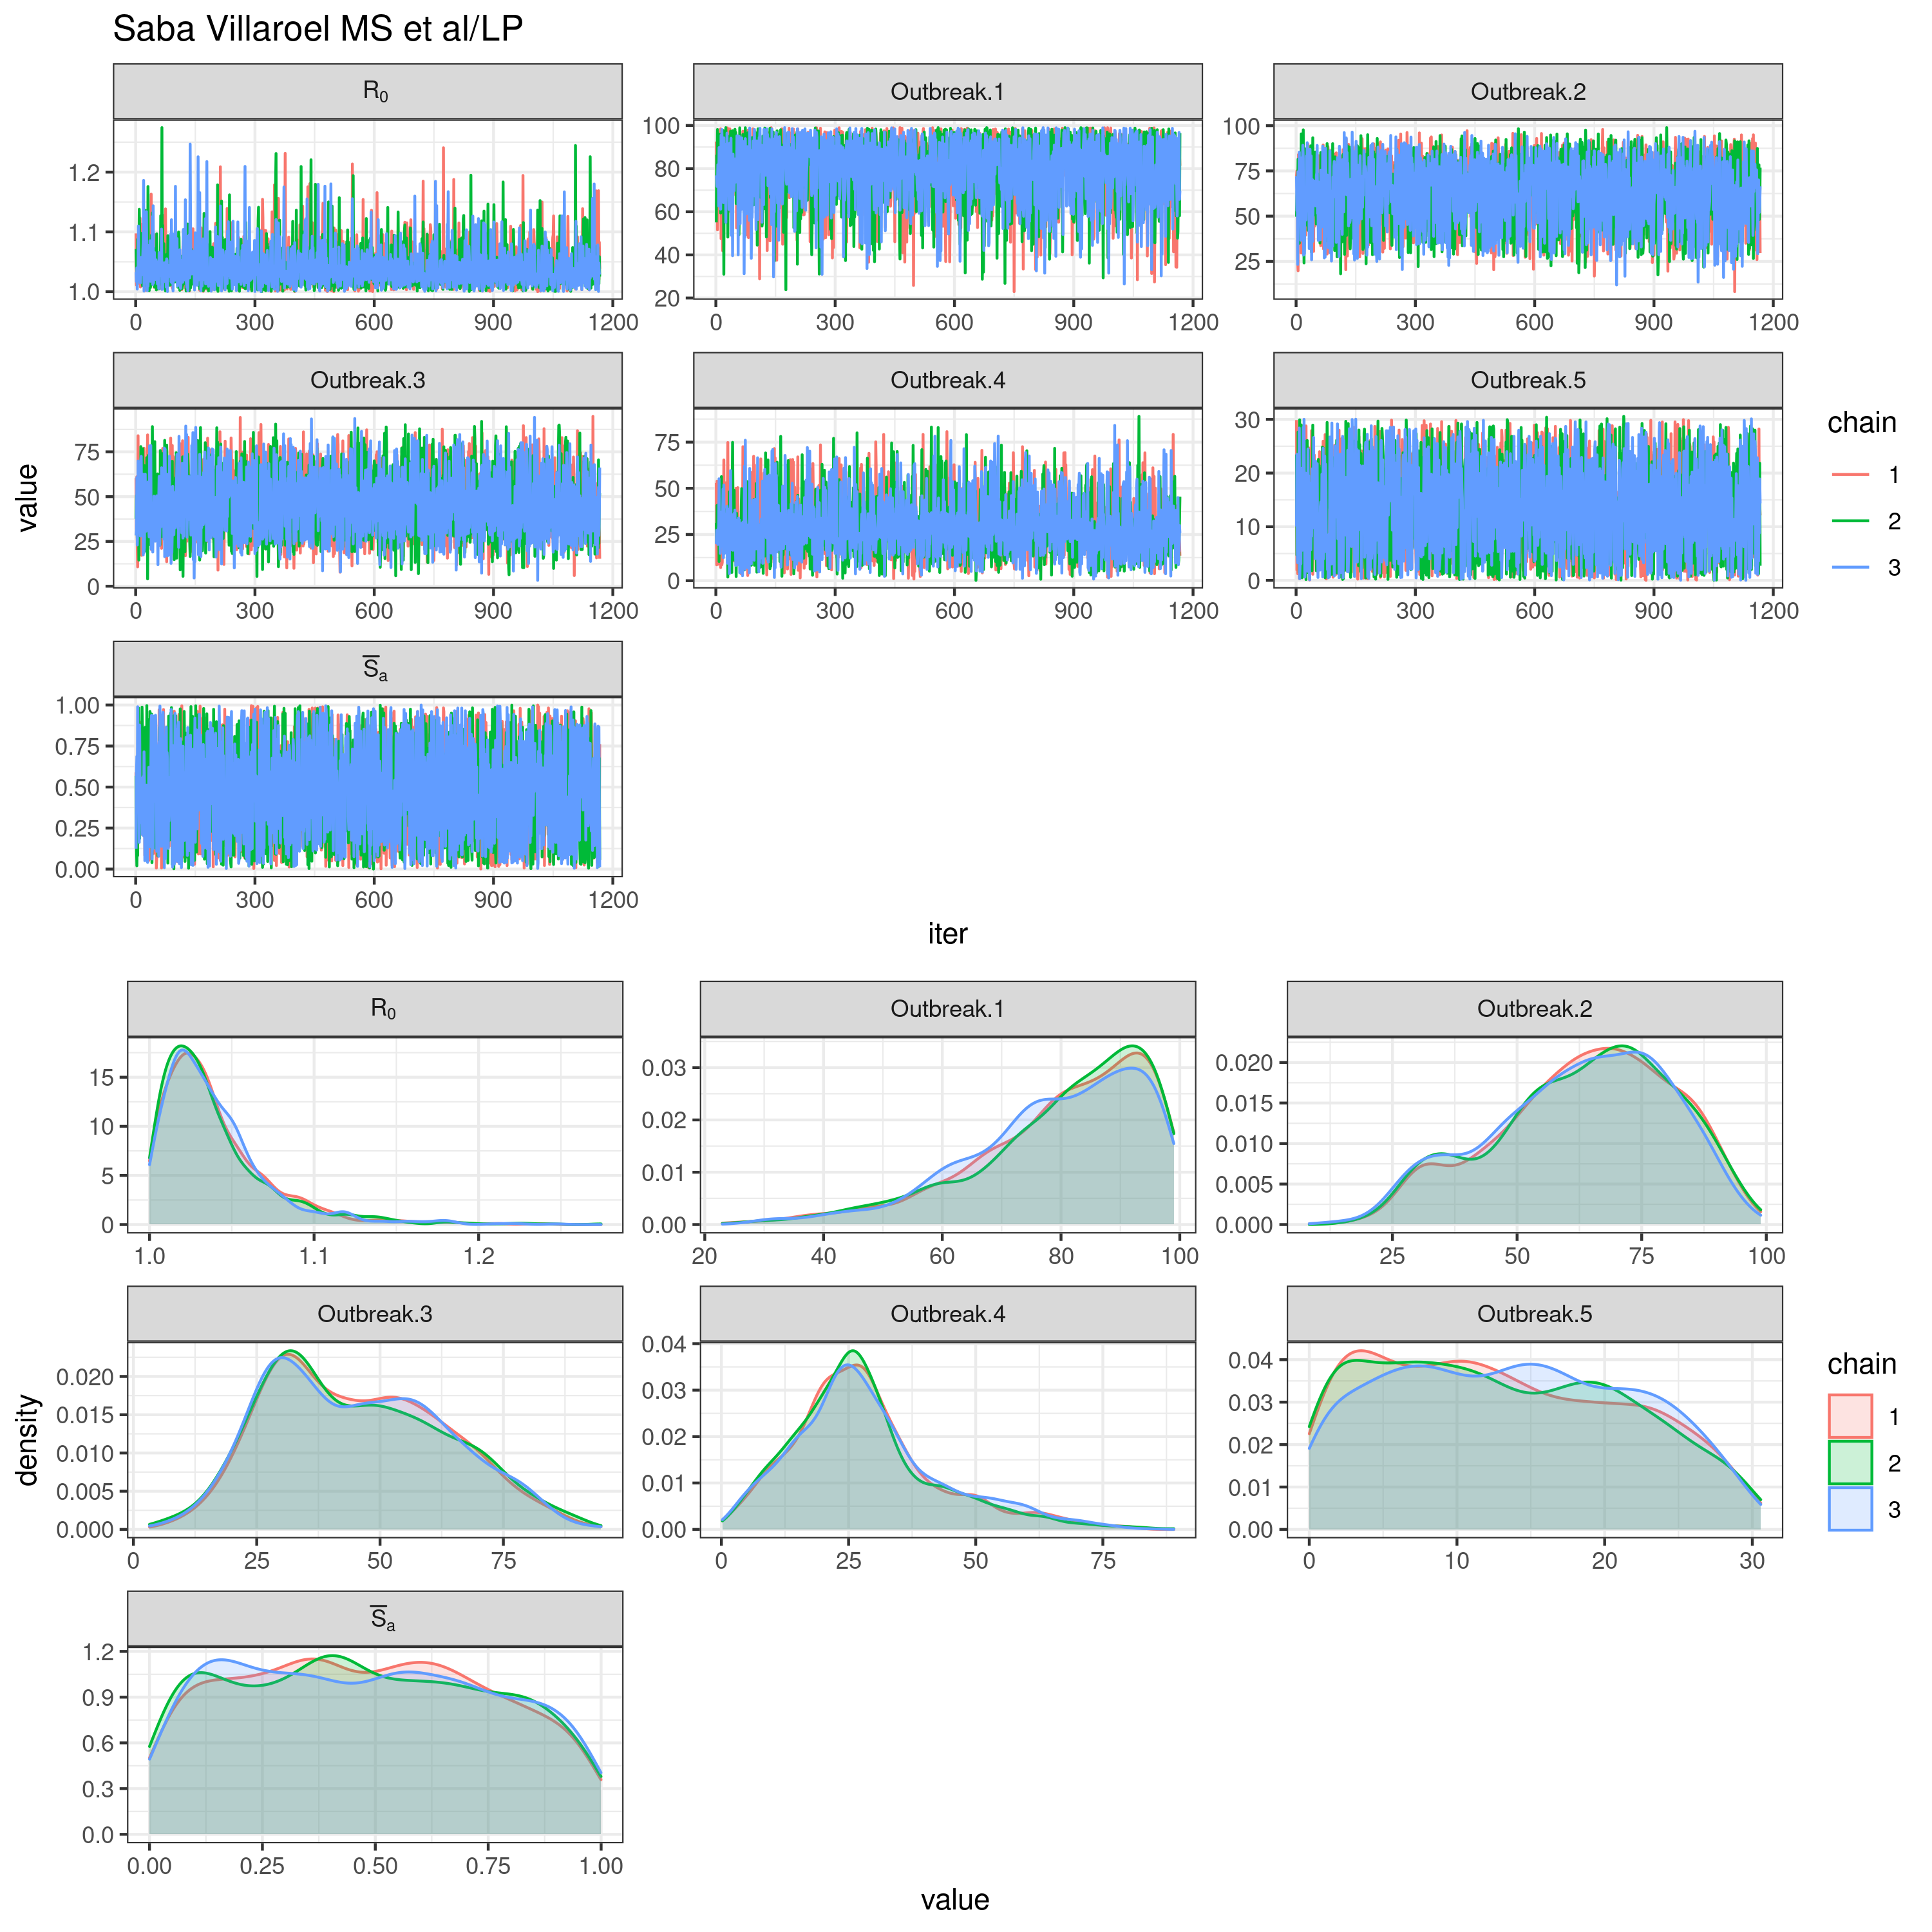 Saba Villaroel MS et al/LP
R0 Outbreak.1 Outbreak.2
1.2 1.1 1.0
100 80 60 40 20
100 75 50 25
0 300 600 900 1200
0 300 600 900 1200
0 300 600 900 1200
Outbreak.3 Outbreak.4 Outbreak.5
75 50 25 0
75 50 25 0
30 20 10 0
0 300 600 900 1200
0 300 600 900 1200
0 300 600 900 1200
value
chain
1
2
3
S̅a
1.00 0.75 0.50 0.25 0.00
0 300 600 900 1200
iter
R0 Outbreak.1 Outbreak.2
15 10 5 0
0.03 0.02 0.01 0.00
0.020 0.015 0.010 0.005 0.000
1.0 1.1 1.2
20 40 60 80 100
25 50 75 100
Outbreak.3 Outbreak.4 Outbreak.5
0.020 0.015 0.010 0.005 0.000
0.04 0.03 0.02 0.01 0.00
0.04 0.03 0.02 0.01 0.00
0 25 50 75
0 25 50 75
0 10 20 30
density
chain
1
2
3
S̅a
1.2 0.9 0.6 0.3 0.0
0.00 0.25 0.50 0.75 1.00
value